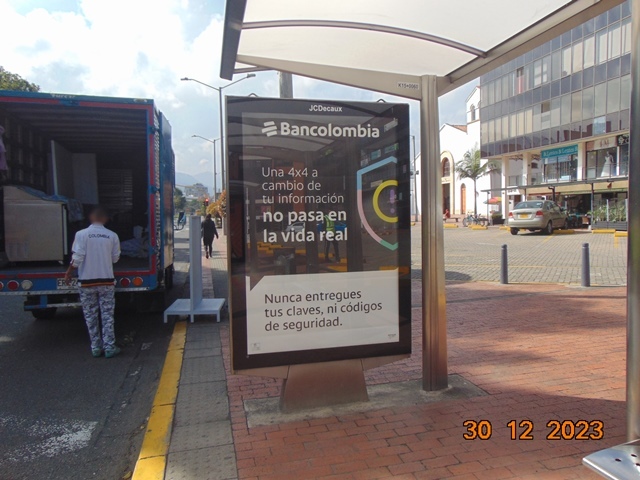 JCDecaux
Bancolombia
Una 4x4 a
cambio de
tu información
no pasa en
la vida real
Nunca entregues
tus claves, ni códigos
de seguridad.
COLOMBIA
30 12 2023